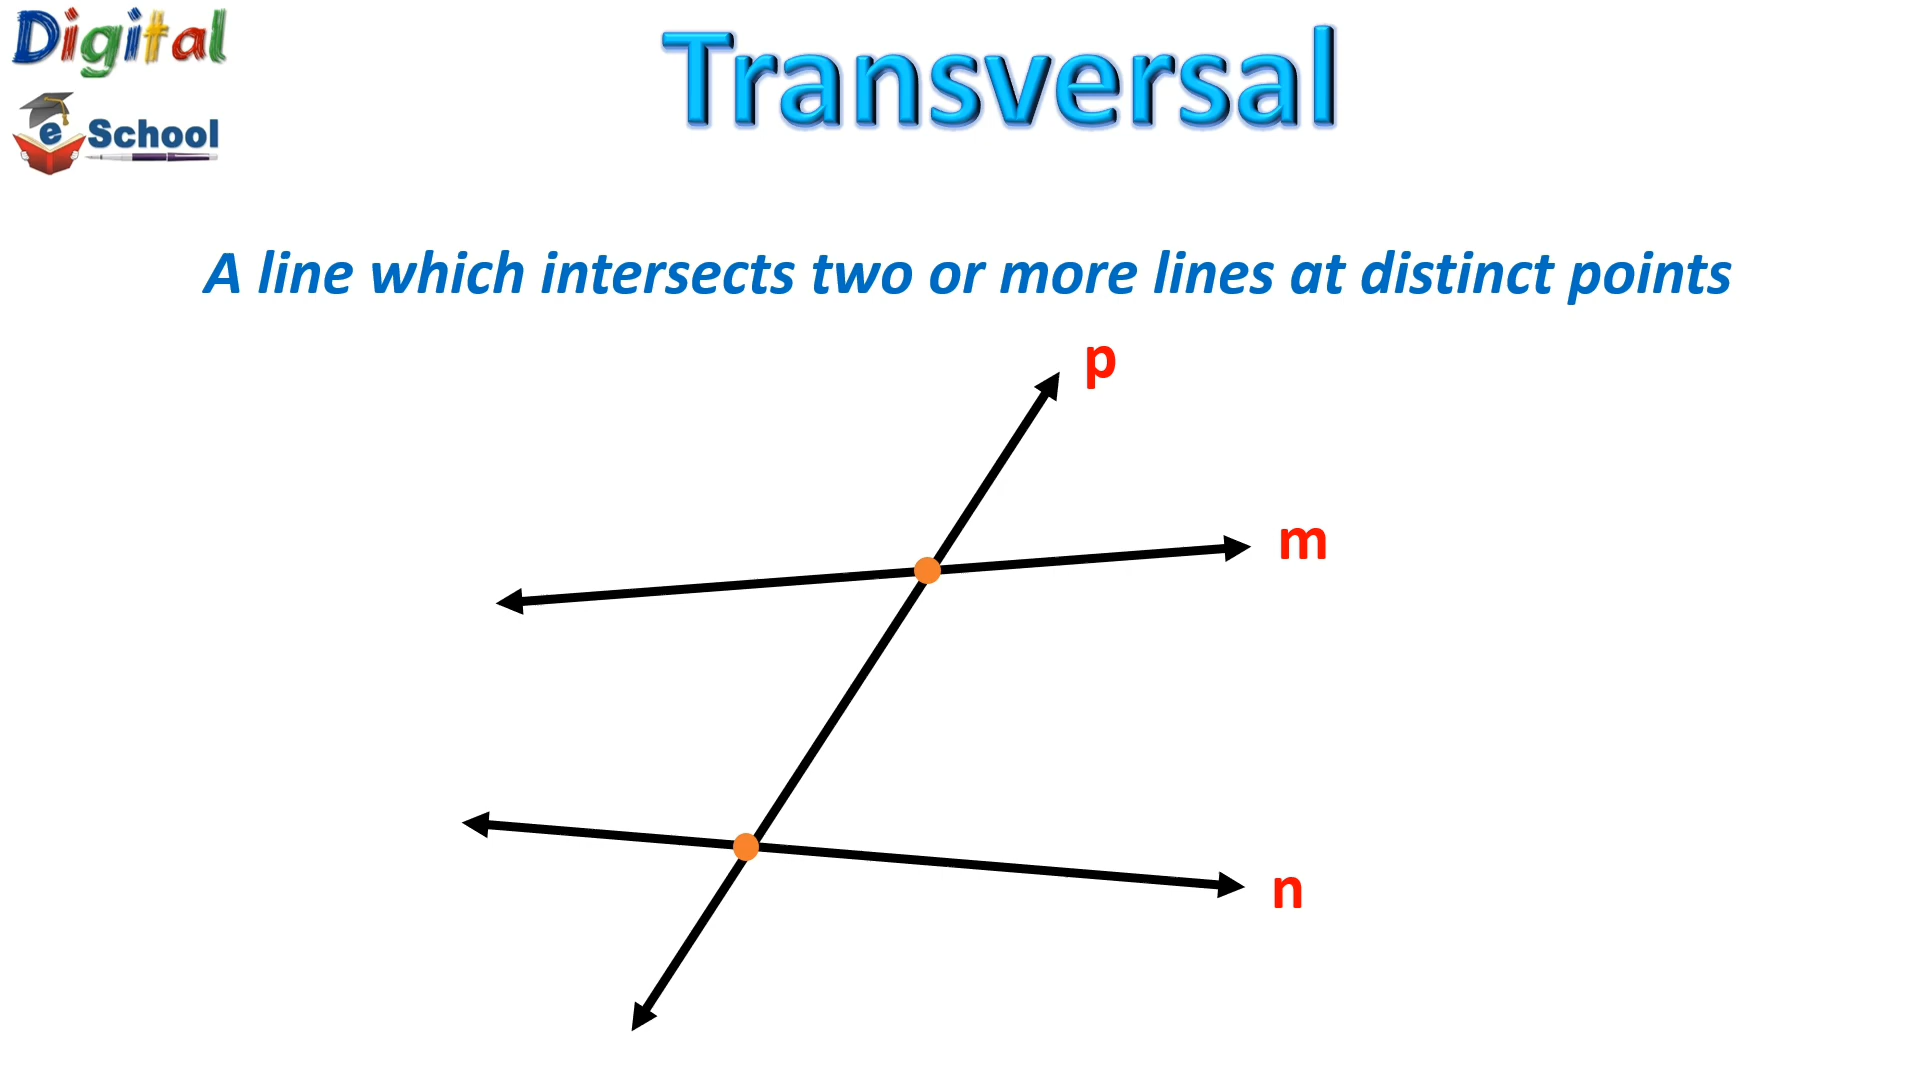 Digital
e School
Transversal
A line which intersects two or more lines at distinct points
p
m
n